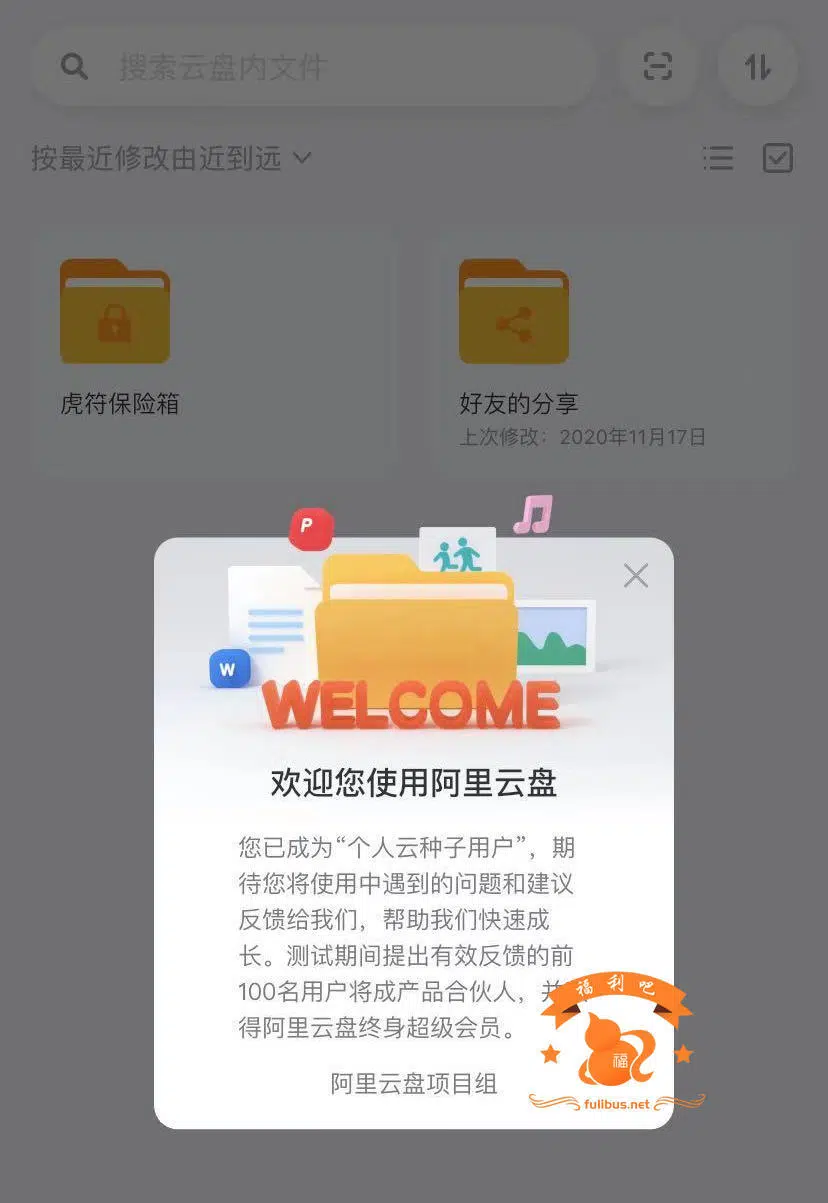 搜索云盘内文件
按最近修改由近到远
虎符保险箱
好友的分享
上次修改：2020年11月17日
P
W
WELCOME
欢迎您使用阿里云盘
您已成为“个人云种子用户”，期
待您将使用中遇到的问题和建议
反馈给我们，帮助我们快速成
长。测试期间提出有效反馈的前
100名用户将成产品合伙人，并
得阿里云盘终身超级会员。
阿里云盘项目组
福利吧
福
fulibus.net